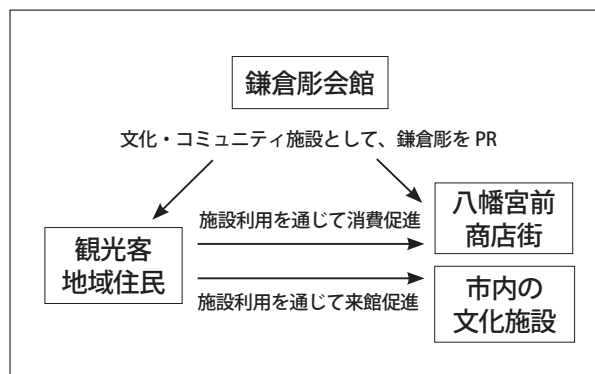 鎌倉彫会館
文化・コミュニティ施設として、鎌倉彫を PR
八幡宮前
商店街
施設利用を通じて消費促進
観光客
地域住民
施設利用を通じて来館促進
市内の
文化施設